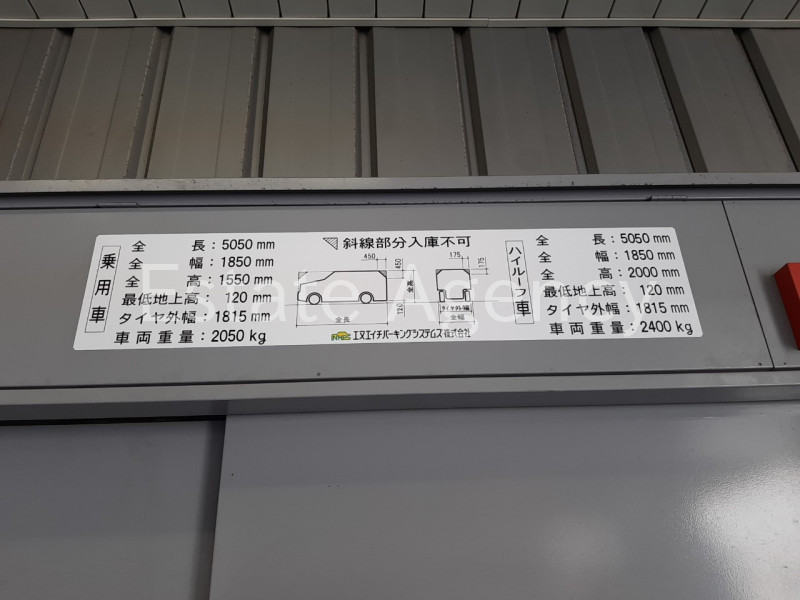 乗用車
全長：5050 mm
全幅：1850 mm
全高：1550 mm
最低地上高：120 mm
タイヤ外幅：1815 mm
車両重量：2050 kg
斜線部分入庫不可
450
450
全高
120
全長
175
175
タイヤ外幅
全幅
NHPS エヌエイチパーキングシステムズ株式会社
ハイルーフ車
全長：5050 mm
全幅：1850 mm
全高：2000 mm
最低地上高：120 mm
タイヤ外幅：1815 mm
車両重量：2400 kg
Estate Agency